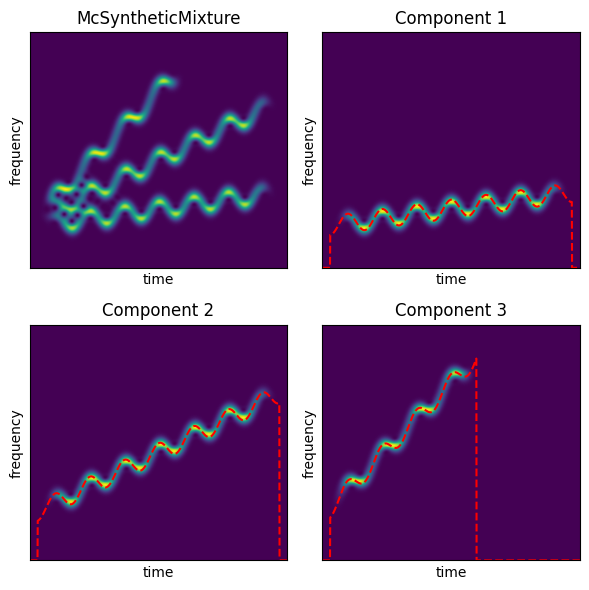 McSyntheticMixture
Component 1
frequency
frequency
time
time
Component 2
Component 3
frequency
frequency
time
time